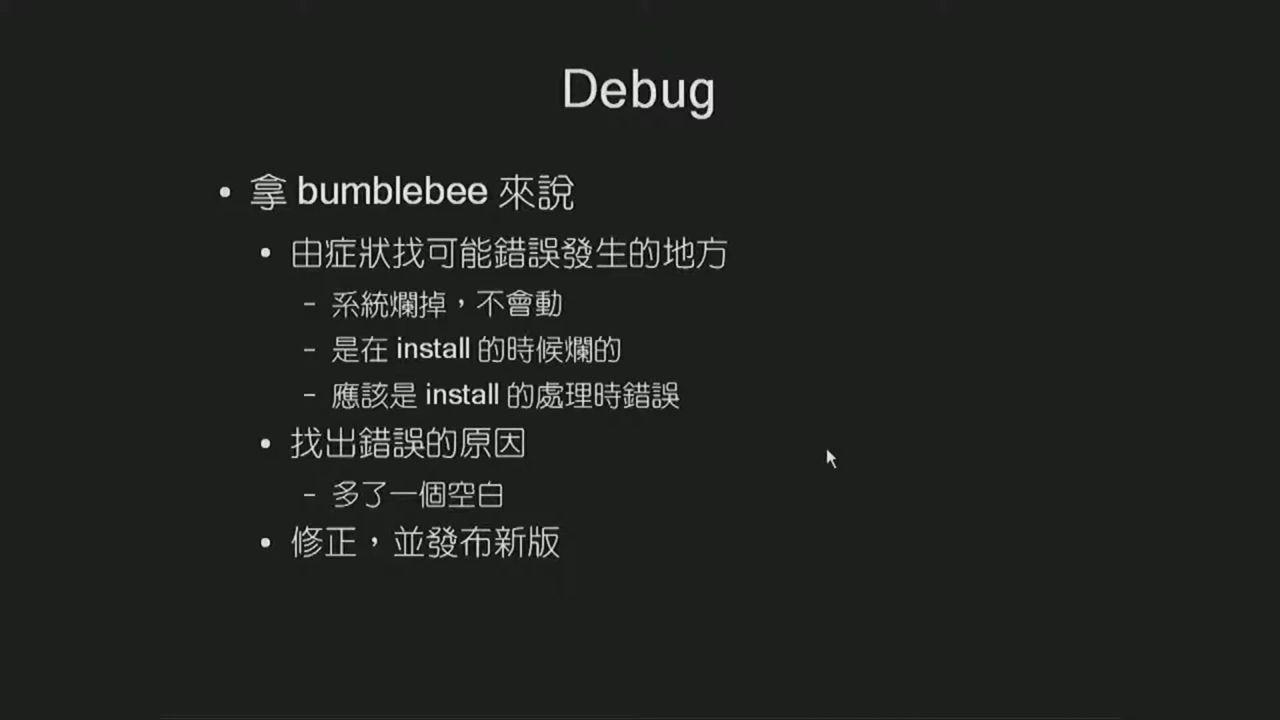 Debug
• 拿 bumblebee 來說
• 由症狀找可能錯誤發生的地方
– 系統爛掉，不會動
– 是在 install 的時候爛的
– 應該是 install 的處理時錯誤
• 找出錯誤的原因
– 多了一個空白
• 修正，並發布新版